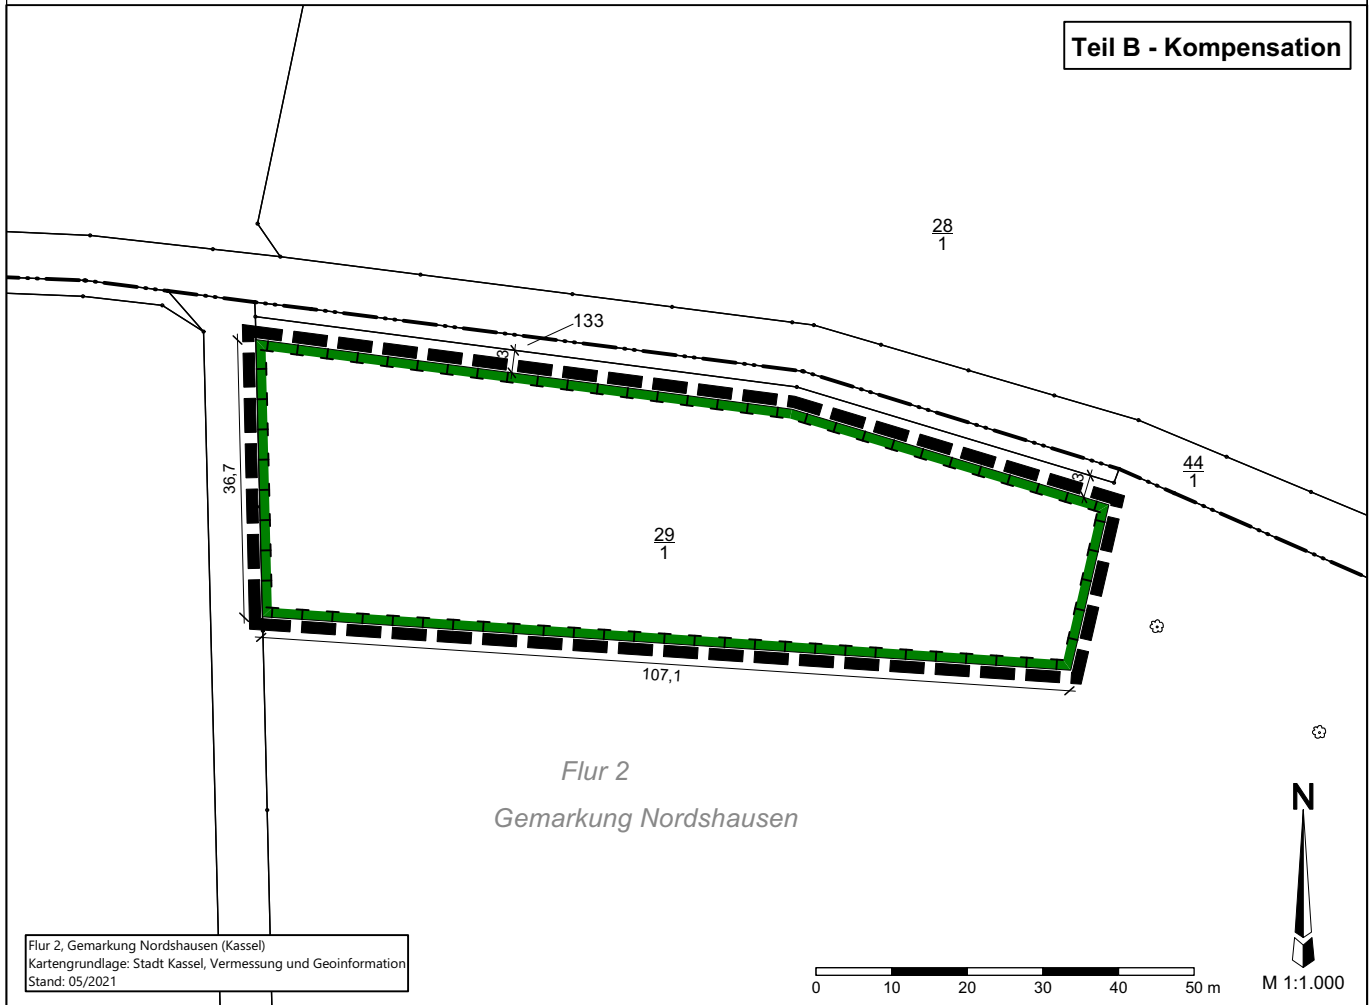 Teil B - Kompensation
28
1
133
3
44
1
3
36,7
29
1
107,1
Flur 2
Gemarkung Nordshausen
N
Flur 2, Gemarkung Nordshausen (Kassel)
Kartengrundlage: Stadt Kassel, Vermessung und Geoinformation
Stand: 05/2021
0 10 20 30 40 50 m
M 1:1.000